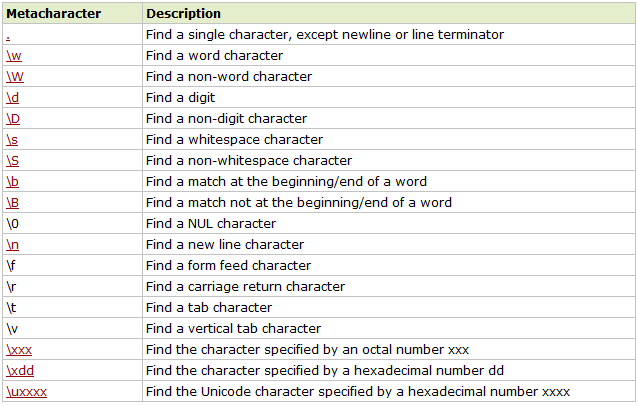 Metacharacter Description
. Find a single character, except newline or line terminator
\w Find a word character
\W Find a non-word character
\d Find a digit
\D Find a non-digit character
\s Find a whitespace character
\S Find a non-whitespace character
\b Find a match at the beginning/end of a word
\B Find a match not at the beginning/end of a word
\0 Find a NUL character
\n Find a new line character
\f Find a form feed character
\r Find a carriage return character
\t Find a tab character
\v Find a vertical tab character
\xxx Find the character specified by an octal number xxx
\xdd Find the character specified by a hexadecimal number dd
\uxxxx Find the Unicode character specified by a hexadecimal number xxxx